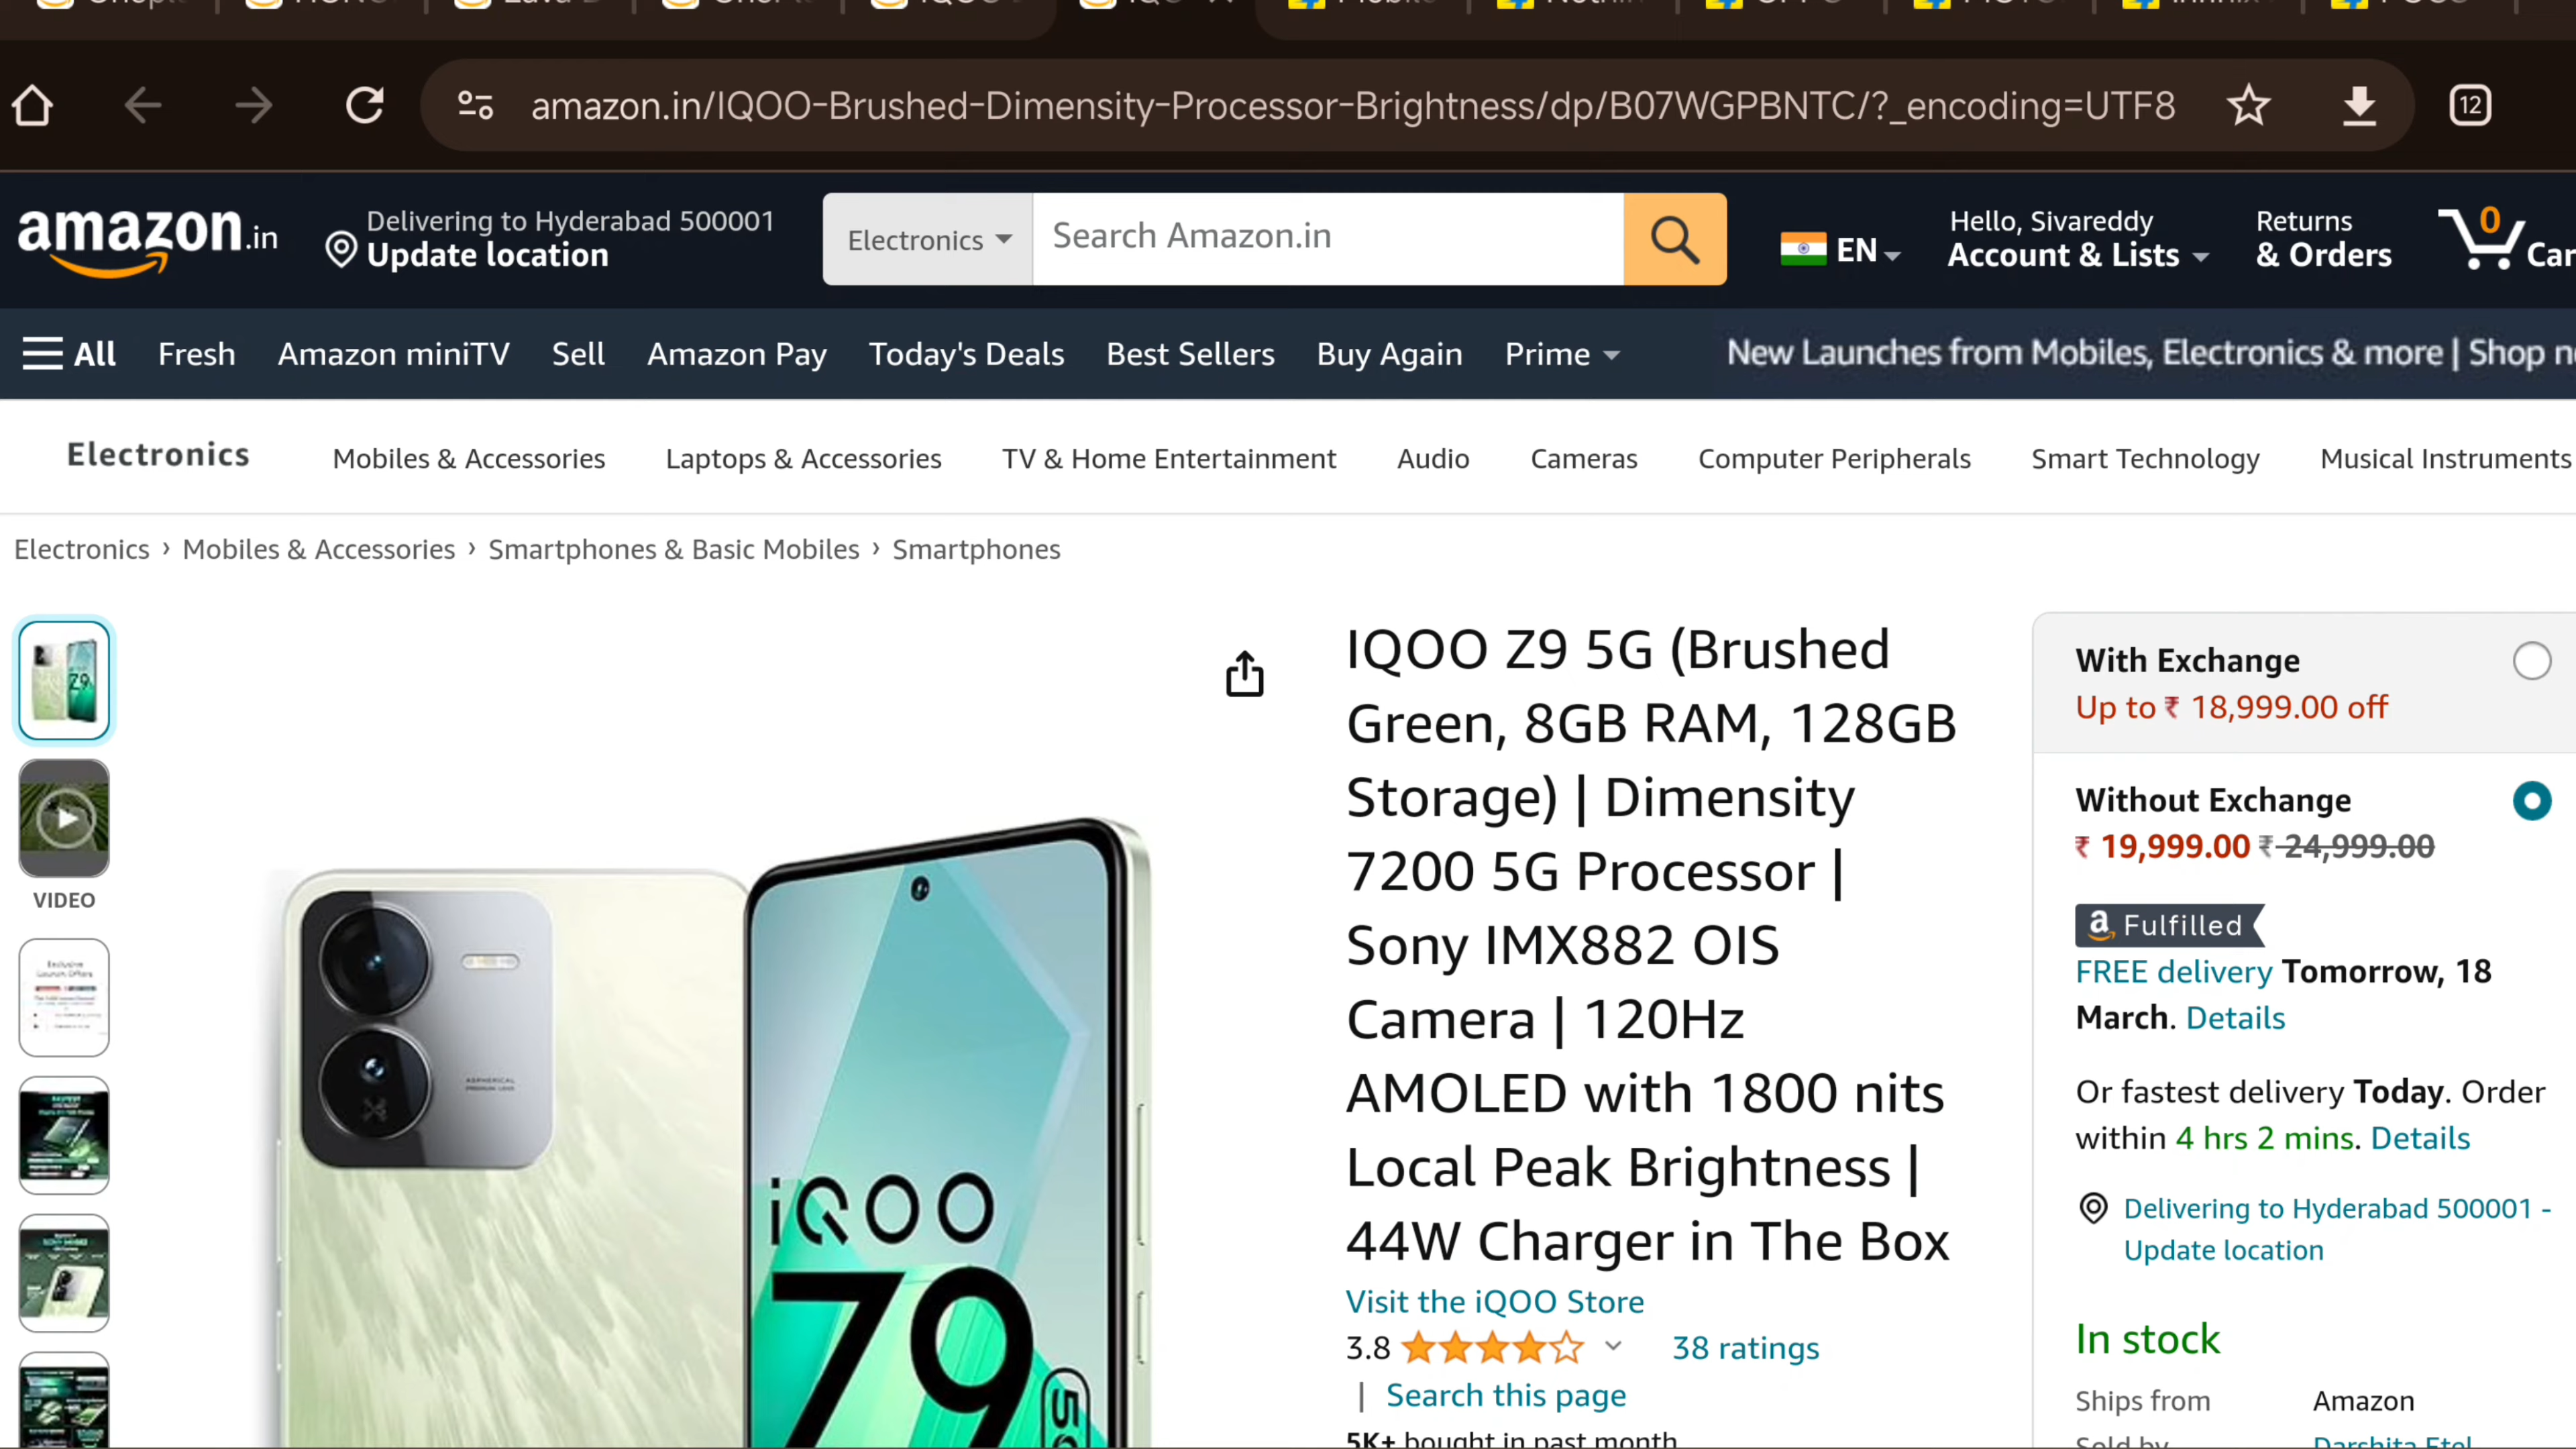 amazon.in/IQOO-Brushed-Dimensity-Processor-Brightness/dp/B07WGPBNTC/?_encoding=UTF8
12
amazon.in
Delivering to Hyderabad 500001
Update location
Electronics
Search Amazon.in
EN
Hello, Sivareddy
Account & Lists
Returns
& Orders
0
All
Fresh
Amazon miniTV
Sell
Amazon Pay
Today's Deals
Best Sellers
Buy Again
Prime
New Launches from Mobiles, Electronics & more | Shop
Electronics
Mobiles & Accessories
Laptops & Accessories
TV & Home Entertainment
Audio
Cameras
Computer Peripherals
Smart Technology
Musical Instruments
Electronics › Mobiles & Accessories › Smartphones & Basic Mobiles › Smartphones
VIDEO
ASPHERICAL
iQOO
Z9
5G
IQOO Z9 5G (Brushed
Green, 8GB RAM, 128GB
Storage) | Dimensity
7200 5G Processor |
Sony IMX882 OIS
Camera | 120Hz
AMOLED with 1800 nits
Local Peak Brightness |
44W Charger in The Box
Visit the iQOO Store
3.8
38 ratings
| Search this page
5K+ bought in past month
With Exchange
Up to ₹ 18,999.00 off
Without Exchange
₹ 19,999.00 ₹ 24,999.00
a Fulfilled
FREE delivery Tomorrow, 18
March. Details
Or fastest delivery Today. Order
within 4 hrs 2 mins. Details
Delivering to Hyderabad 500001 -
Update location
In stock
Ships from
Amazon
Sold by
Darshita Etel